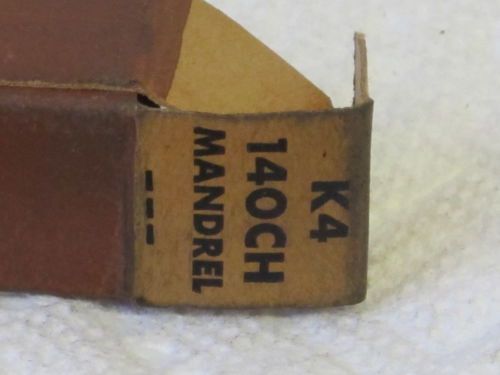 K4
140CH
MANDREL
---